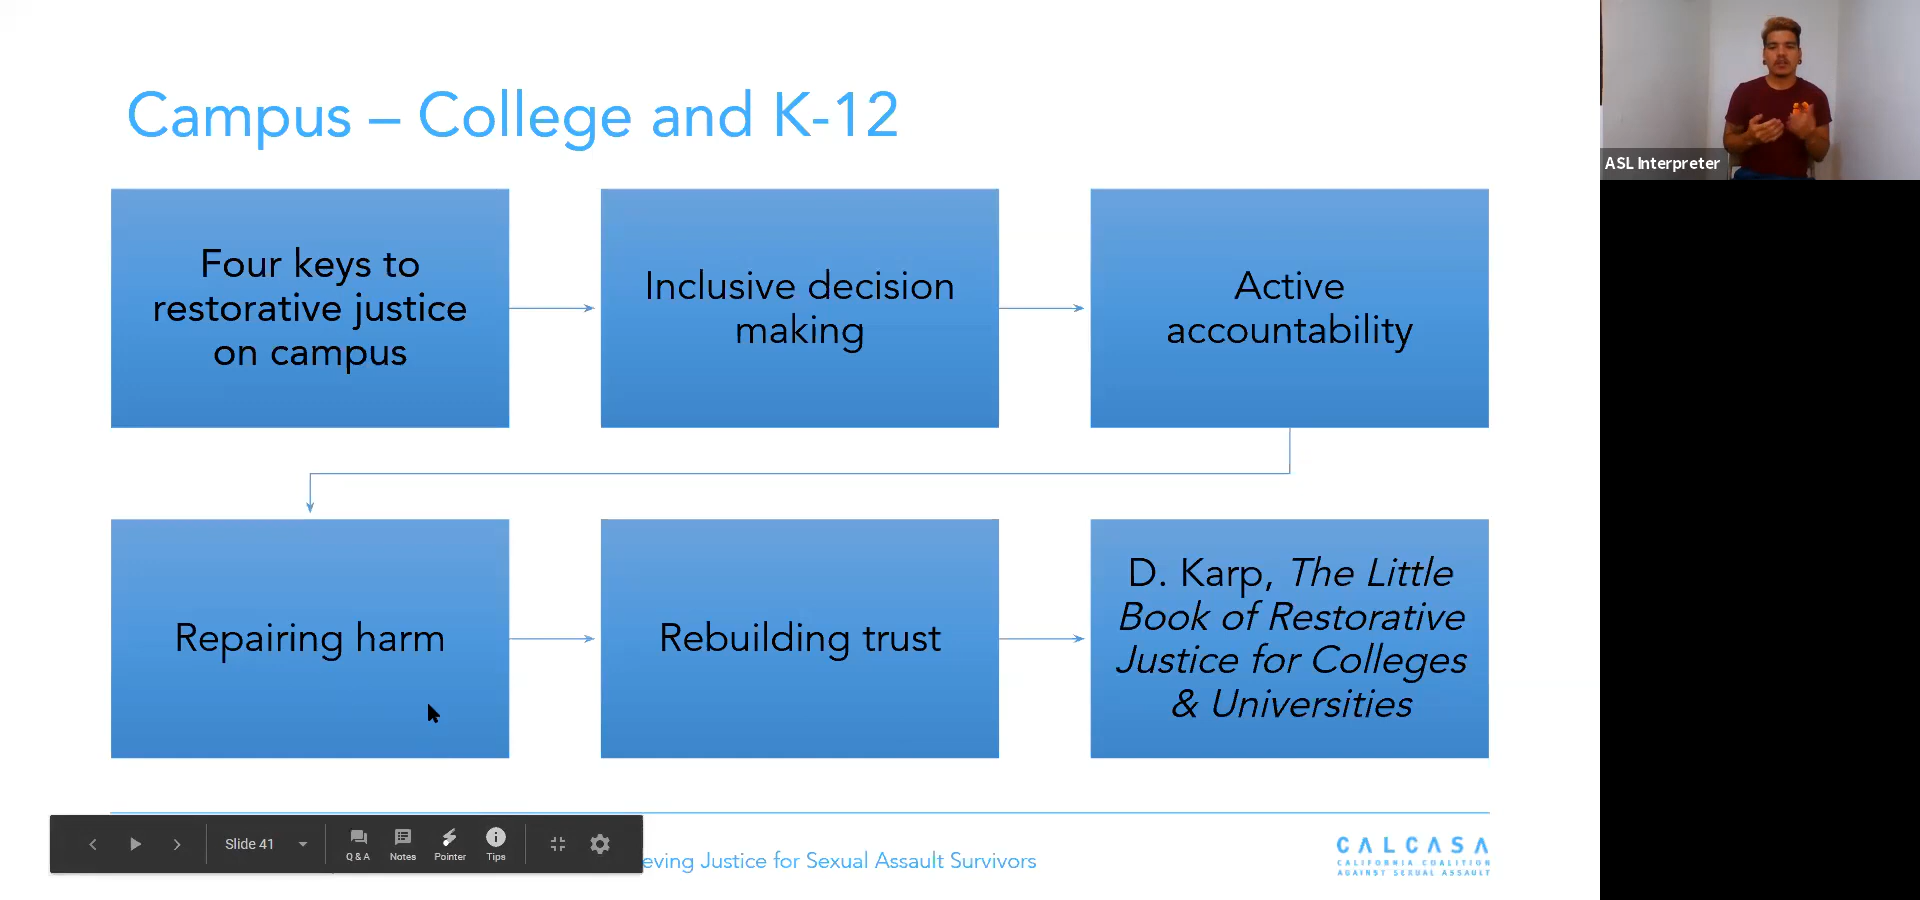 Campus – College and K-12
Four keys to
restorative justice
on campus
Inclusive decision
making
Active
accountability
Repairing harm
Rebuilding trust
D. Karp, The Little
Book of Restorative
Justice for Colleges
& Universities
Slide 41
Q & A
Notes
Pointer
Tips
eving Justice for Sexual Assault Survivors
CALCASA
CALIFORNIA COALITION
AGAINST SEXUAL ASSAULT
ASL Interpreter